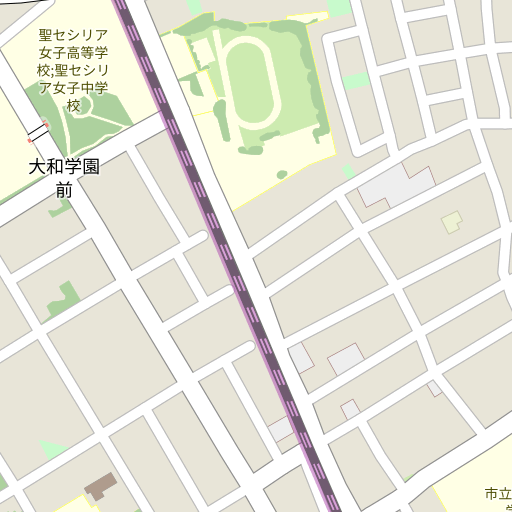 聖セシリア
女子高等学
校;聖セシリ
ア女子中学
校
大和学園
前
市立